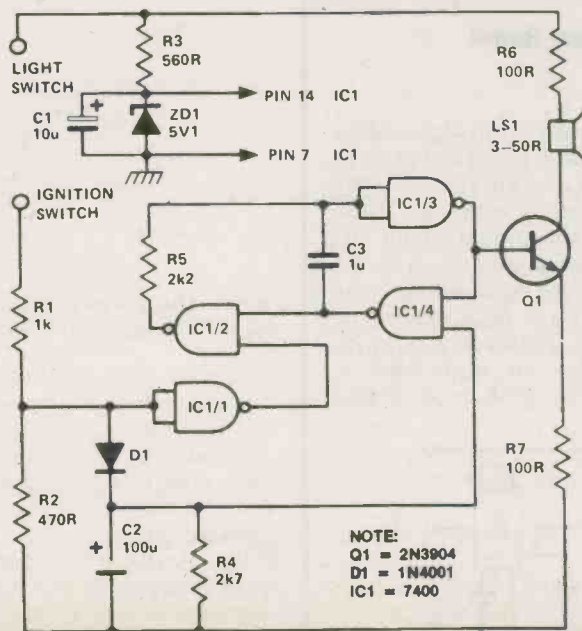 LIGHT
SWITCH
R3
560R
PIN 14 IC1
C1
10u
+
ZD1
5V1
PIN 7 IC1
R6
100R
LS1
3–50R
IGNITION
SWITCH
R1
1k
R5
2k2
C3
1u
IC1/3
IC1/2
IC1/4
Q1
IC1/1
D1
R2
470R
C2
100u
+
R4
2k7
R7
100R
NOTE:
Q1 = 2N3904
D1 = 1N4001
IC1 = 7400